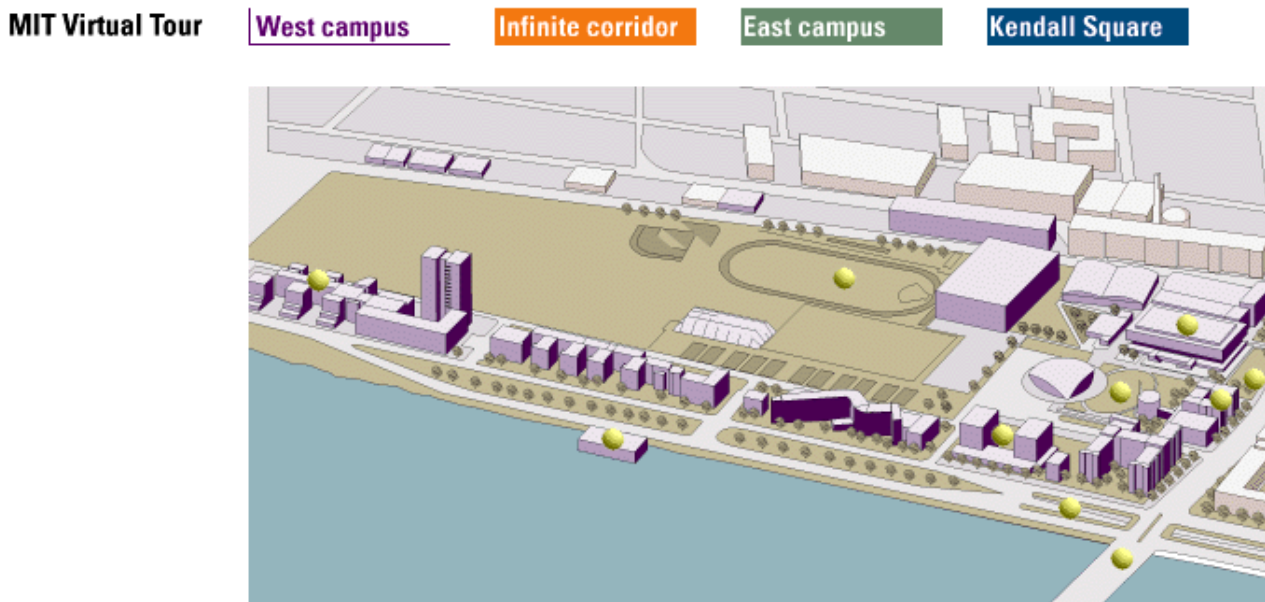 MIT Virtual Tour
West campus
Infinite corridor
East campus
Kendall Square